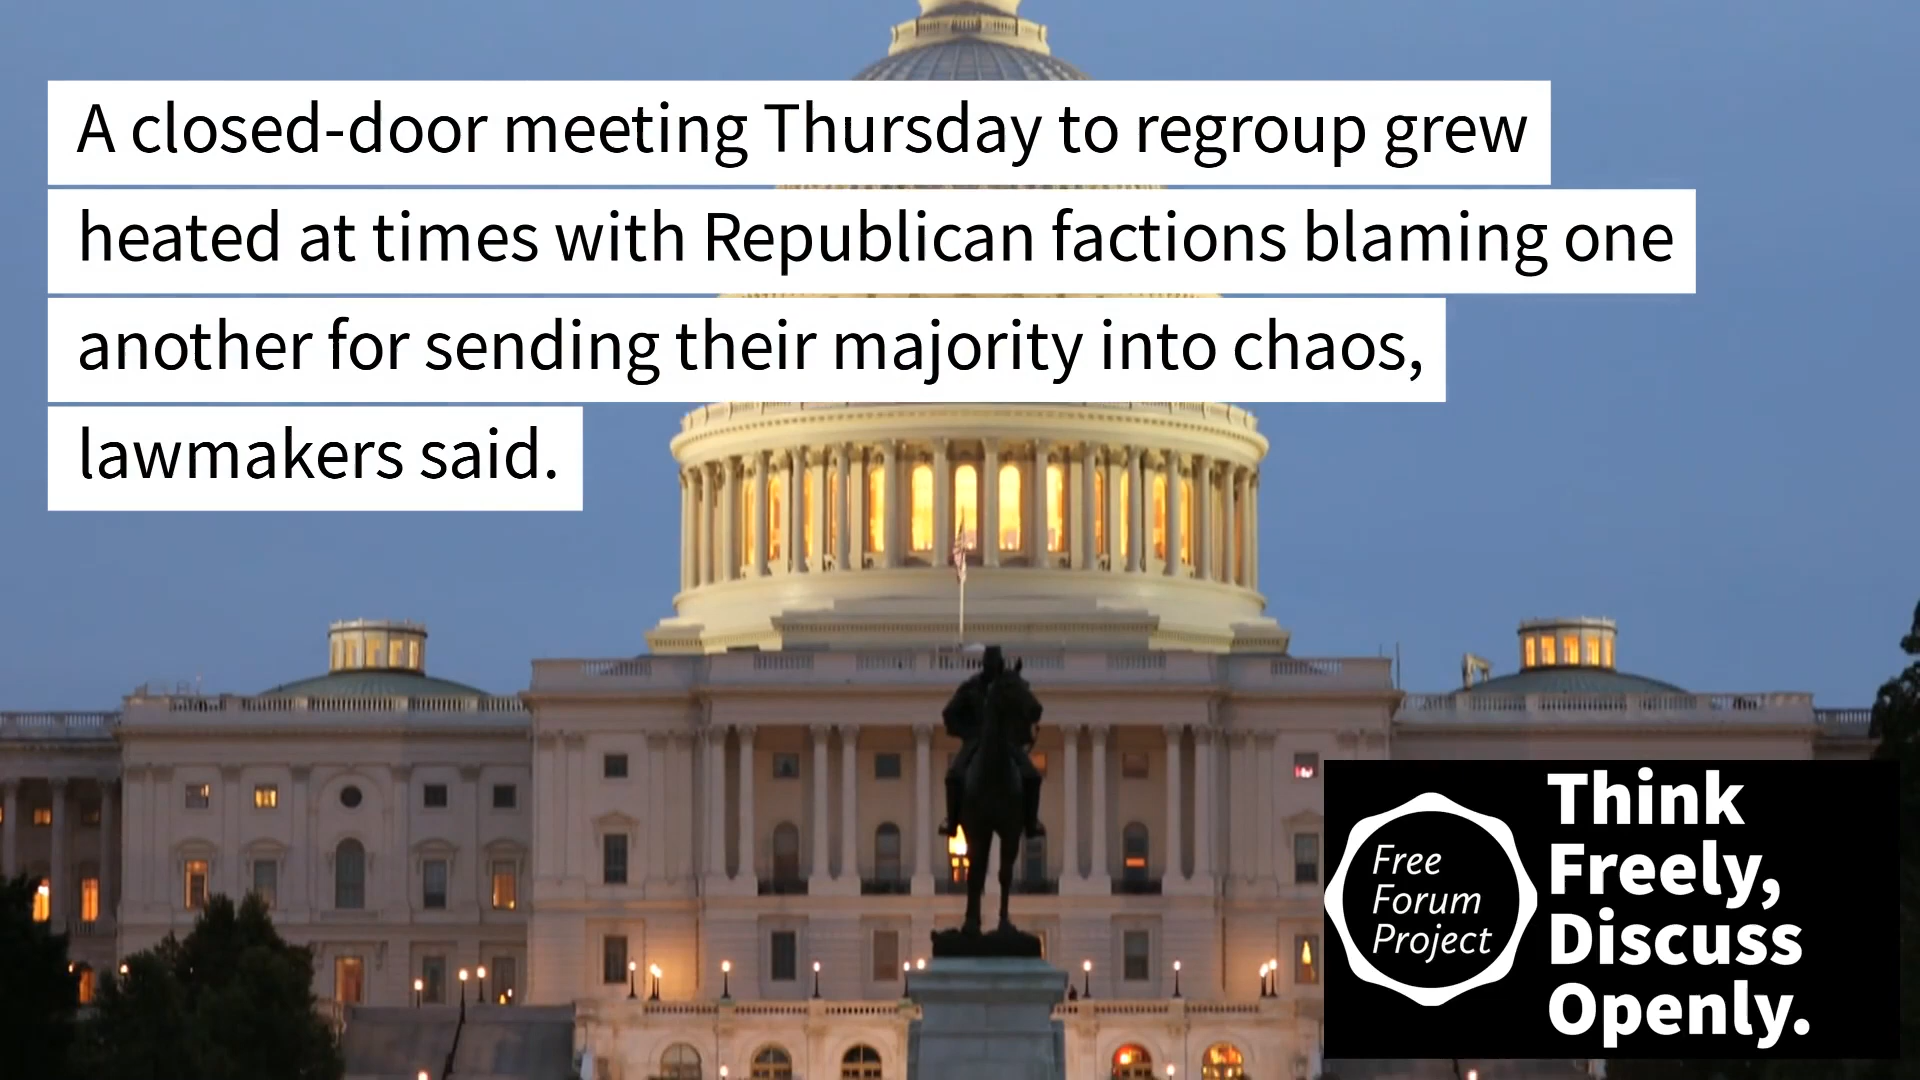 A closed-door meeting Thursday to regroup grew
heated at times with Republican factions blaming one
another for sending their majority into chaos,
lawmakers said.
Free
Forum
Project
Think
Freely,
Discuss
Openly.